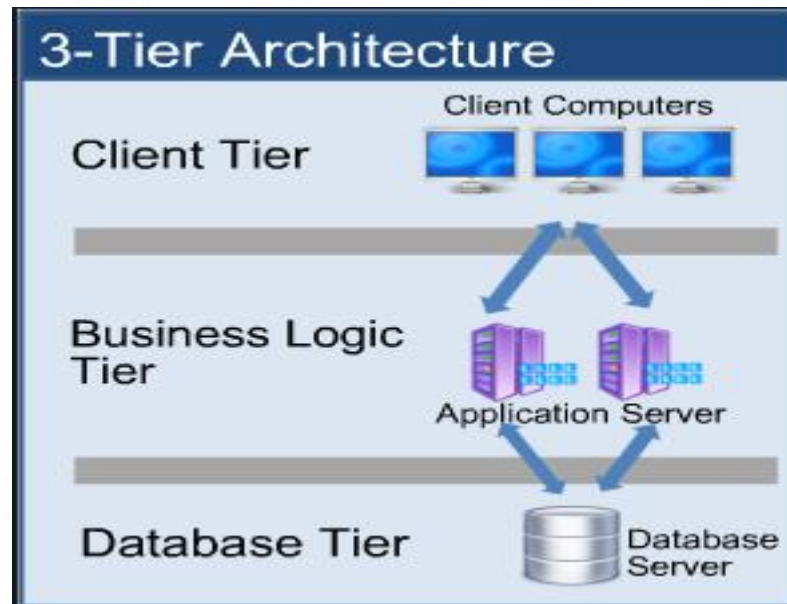 3-Tier Architecture
Client Computers
Client Tier
Business Logic
Tier
Application Server
Database Tier
Database
Server